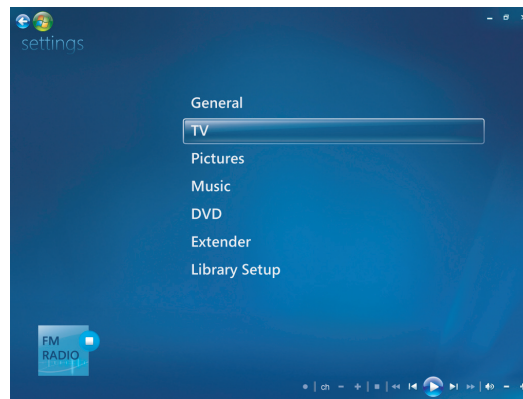 settings
General
TV
Pictures
Music
DVD
Extender
Library Setup
FM
RADIO
ch